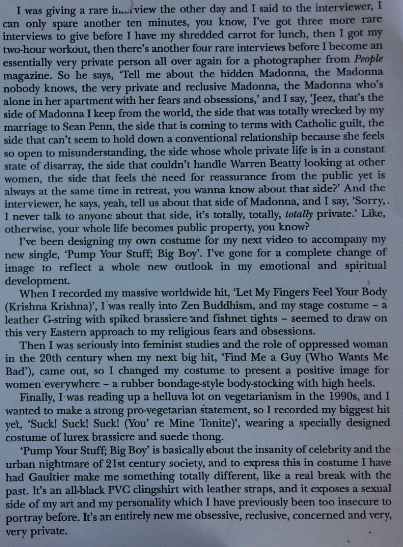 I was giving a rare interview the other day and I said to the interviewer, I
can only spare another ten minutes, you know, I've got three more rare
interviews to give before I have my shredded carrot for lunch, then I got my
two-hour workout, then there's another four rare interviews before I become an
essentially very private person all over again for a photographer from People
magazine. So he says, 'Tell me about the hidden Madonna, the Madonna
nobody knows, the very private and reclusive Madonna, the Madonna who's
alone in her apartment with her fears and obsessions,' and I say, 'Jeez, that's the
side of Madonna I keep from the world, the side that was totally wrecked by my
marriage to Sean Penn, the side that is coming to terms with Catholic guilt, the
side that can't seem to hold down a conventional relationship because she feels
so open to misunderstanding, the side whose whole private life is in a constant
state of disarray, the side that couldn't handle Warren Beatty looking at other
women, the side that feels the need for reassurance from the public yet is
always at the same time in retreat, you wanna know about that side?' And the
interviewer, he says, yeah, tell us about that side of Madonna, and I say, 'Sorry,
I never talk to anyone about that side, it's totally, totally, totally private.' Like,
otherwise, your whole life becomes public property, you know?
I've been designing my own costume for my next video to accompany my
new single, 'Pump Your Stuff; Big Boy'. I've gone for a complete change of
image to reflect a whole new outlook in my emotional and spiritual
development.
When I recorded my massive worldwide hit, 'Let My Fingers Feel Your Body
(Krishna Krishna)', I was really into Zen Buddhism, and my stage costume – a
leather G-string with spiked brassiere and fishnet tights – seemed to draw on
this very Eastern approach to my religious fears and obsessions.
Then I was seriously into feminist studies and the role of oppressed woman
in the 20th century when my next big hit, 'Find Me a Guy (Who Wants Me
Bad'), came out, so I changed my costume to present a positive image for
women everywhere – a rubber bondage-style body-stocking with high heels.
Finally, I was reading up a helluva lot on vegetarianism in the 1990s, and I
wanted to make a strong pro-vegetarian statement, so I recorded my biggest hit
yet, 'Suck! Suck! Suck! (You' re Mine Tonite)', wearing a specially designed
costume of lurex brassiere and suede thong.
'Pump Your Stuff; Big Boy' is basically about the insanity of celebrity and the
urban nightmare of 21st century society, and to express this in costume I have
had Gaultier make me something totally different, like a real break with the
past. It's an all-black PVC clingshirt with leather straps, and it exposes a sexual
side of my art and my personality which I have previously been too insecure to
portray before. It's an entirely new me obsessive, reclusive, concerned and very,
very private.